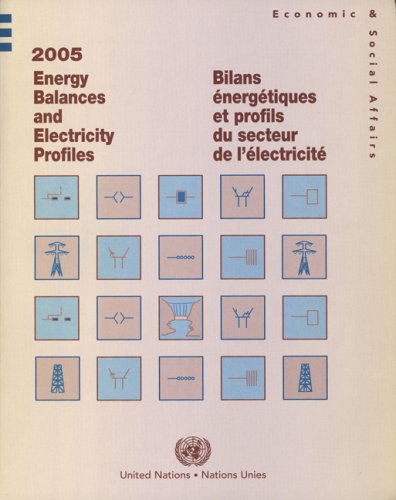 Economic & Social Affairs
2005
Energy
Balances
and
Electricity
Profiles
Bilans
énergétiques
et profils
du secteur
de l'électricité
United Nations • Nations Unies